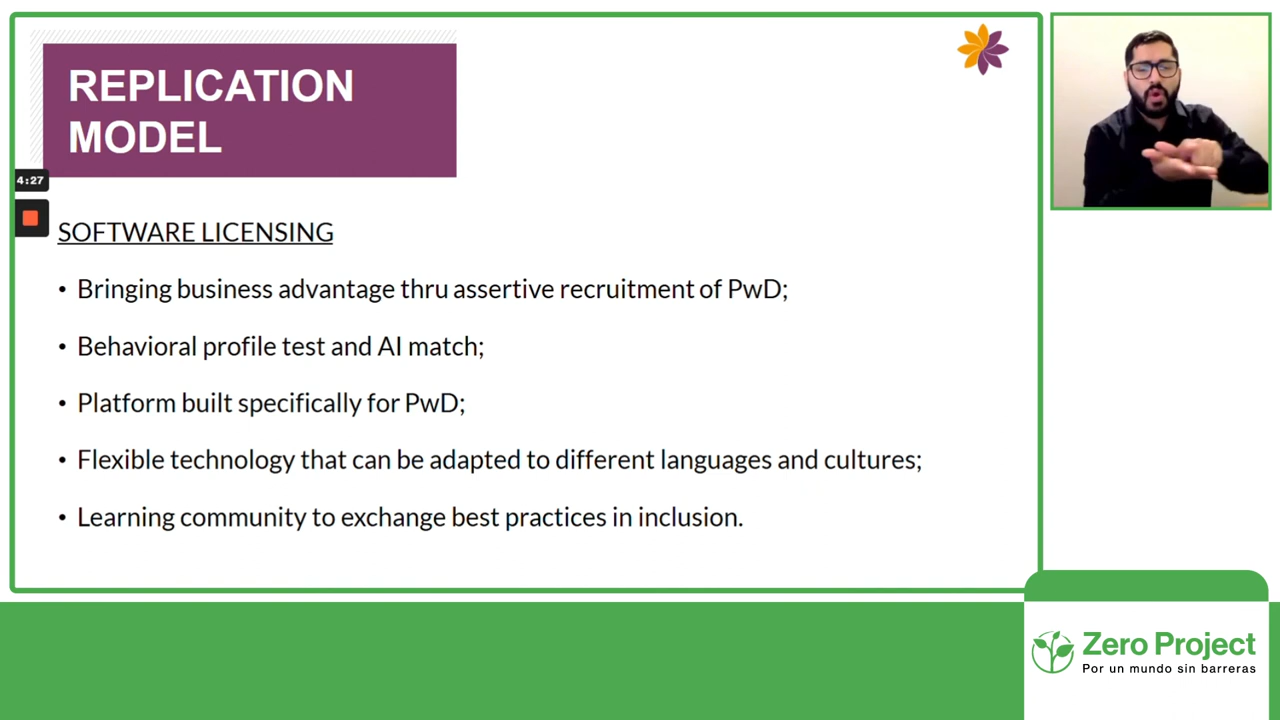 REPLICATION
MODEL
4:27
SOFTWARE LICENSING
• Bringing business advantage thru assertive recruitment of PwD;
• Behavioral profile test and AI match;
• Platform built specifically for PwD;
• Flexible technology that can be adapted to different languages and cultures;
• Learning community to exchange best practices in inclusion.
Zero Project
Por un mundo sin barreras